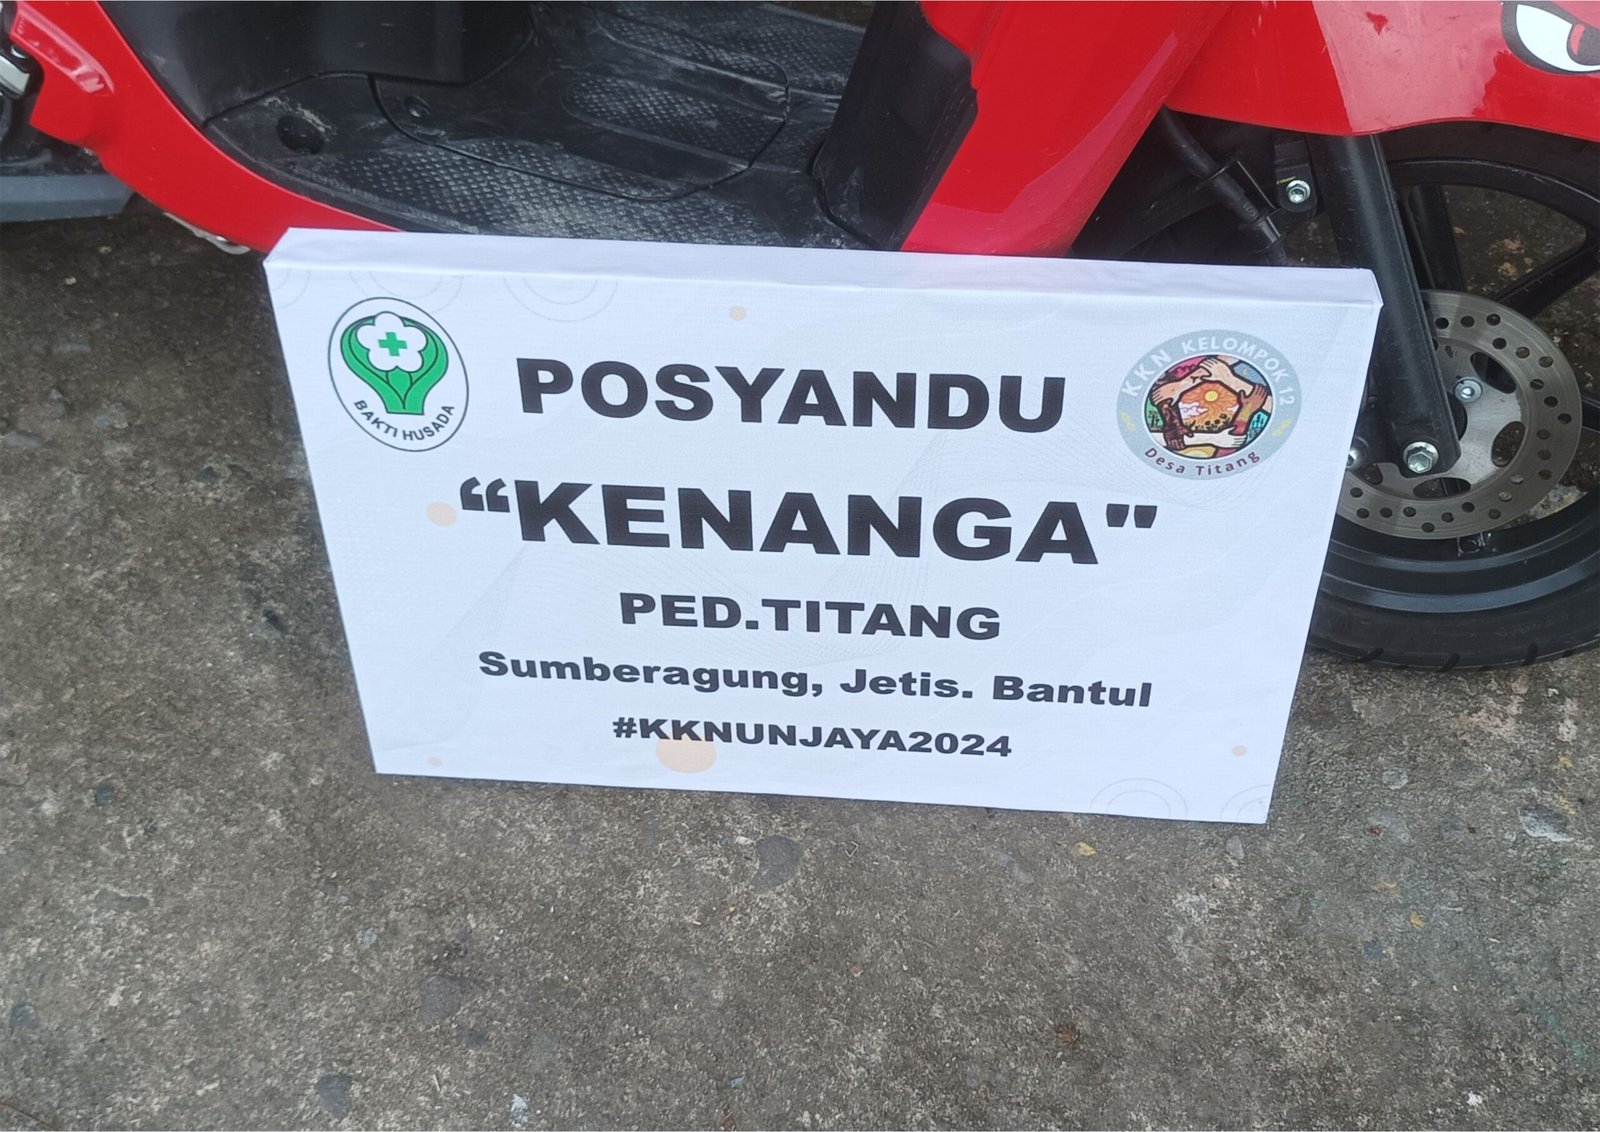 BAKTI HUSADA
KKN KELOMPOK 12
Desa Titang
POSYANDU
“KENANGA"
PED.TITANG
Sumberagung, Jetis. Bantul
#KKNUNJAYA2024